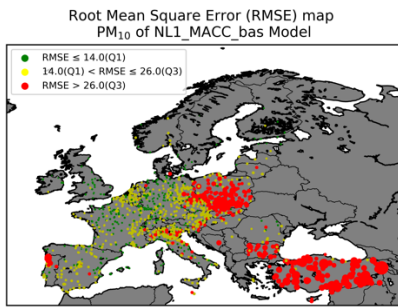 Root Mean Square Error (RMSE) map
PM₁₀ of NL1_MACC_bas Model
RMSE ≤ 14.0(Q1)
14.0(Q1) < RMSE ≤ 26.0(Q3)
RMSE > 26.0(Q3)